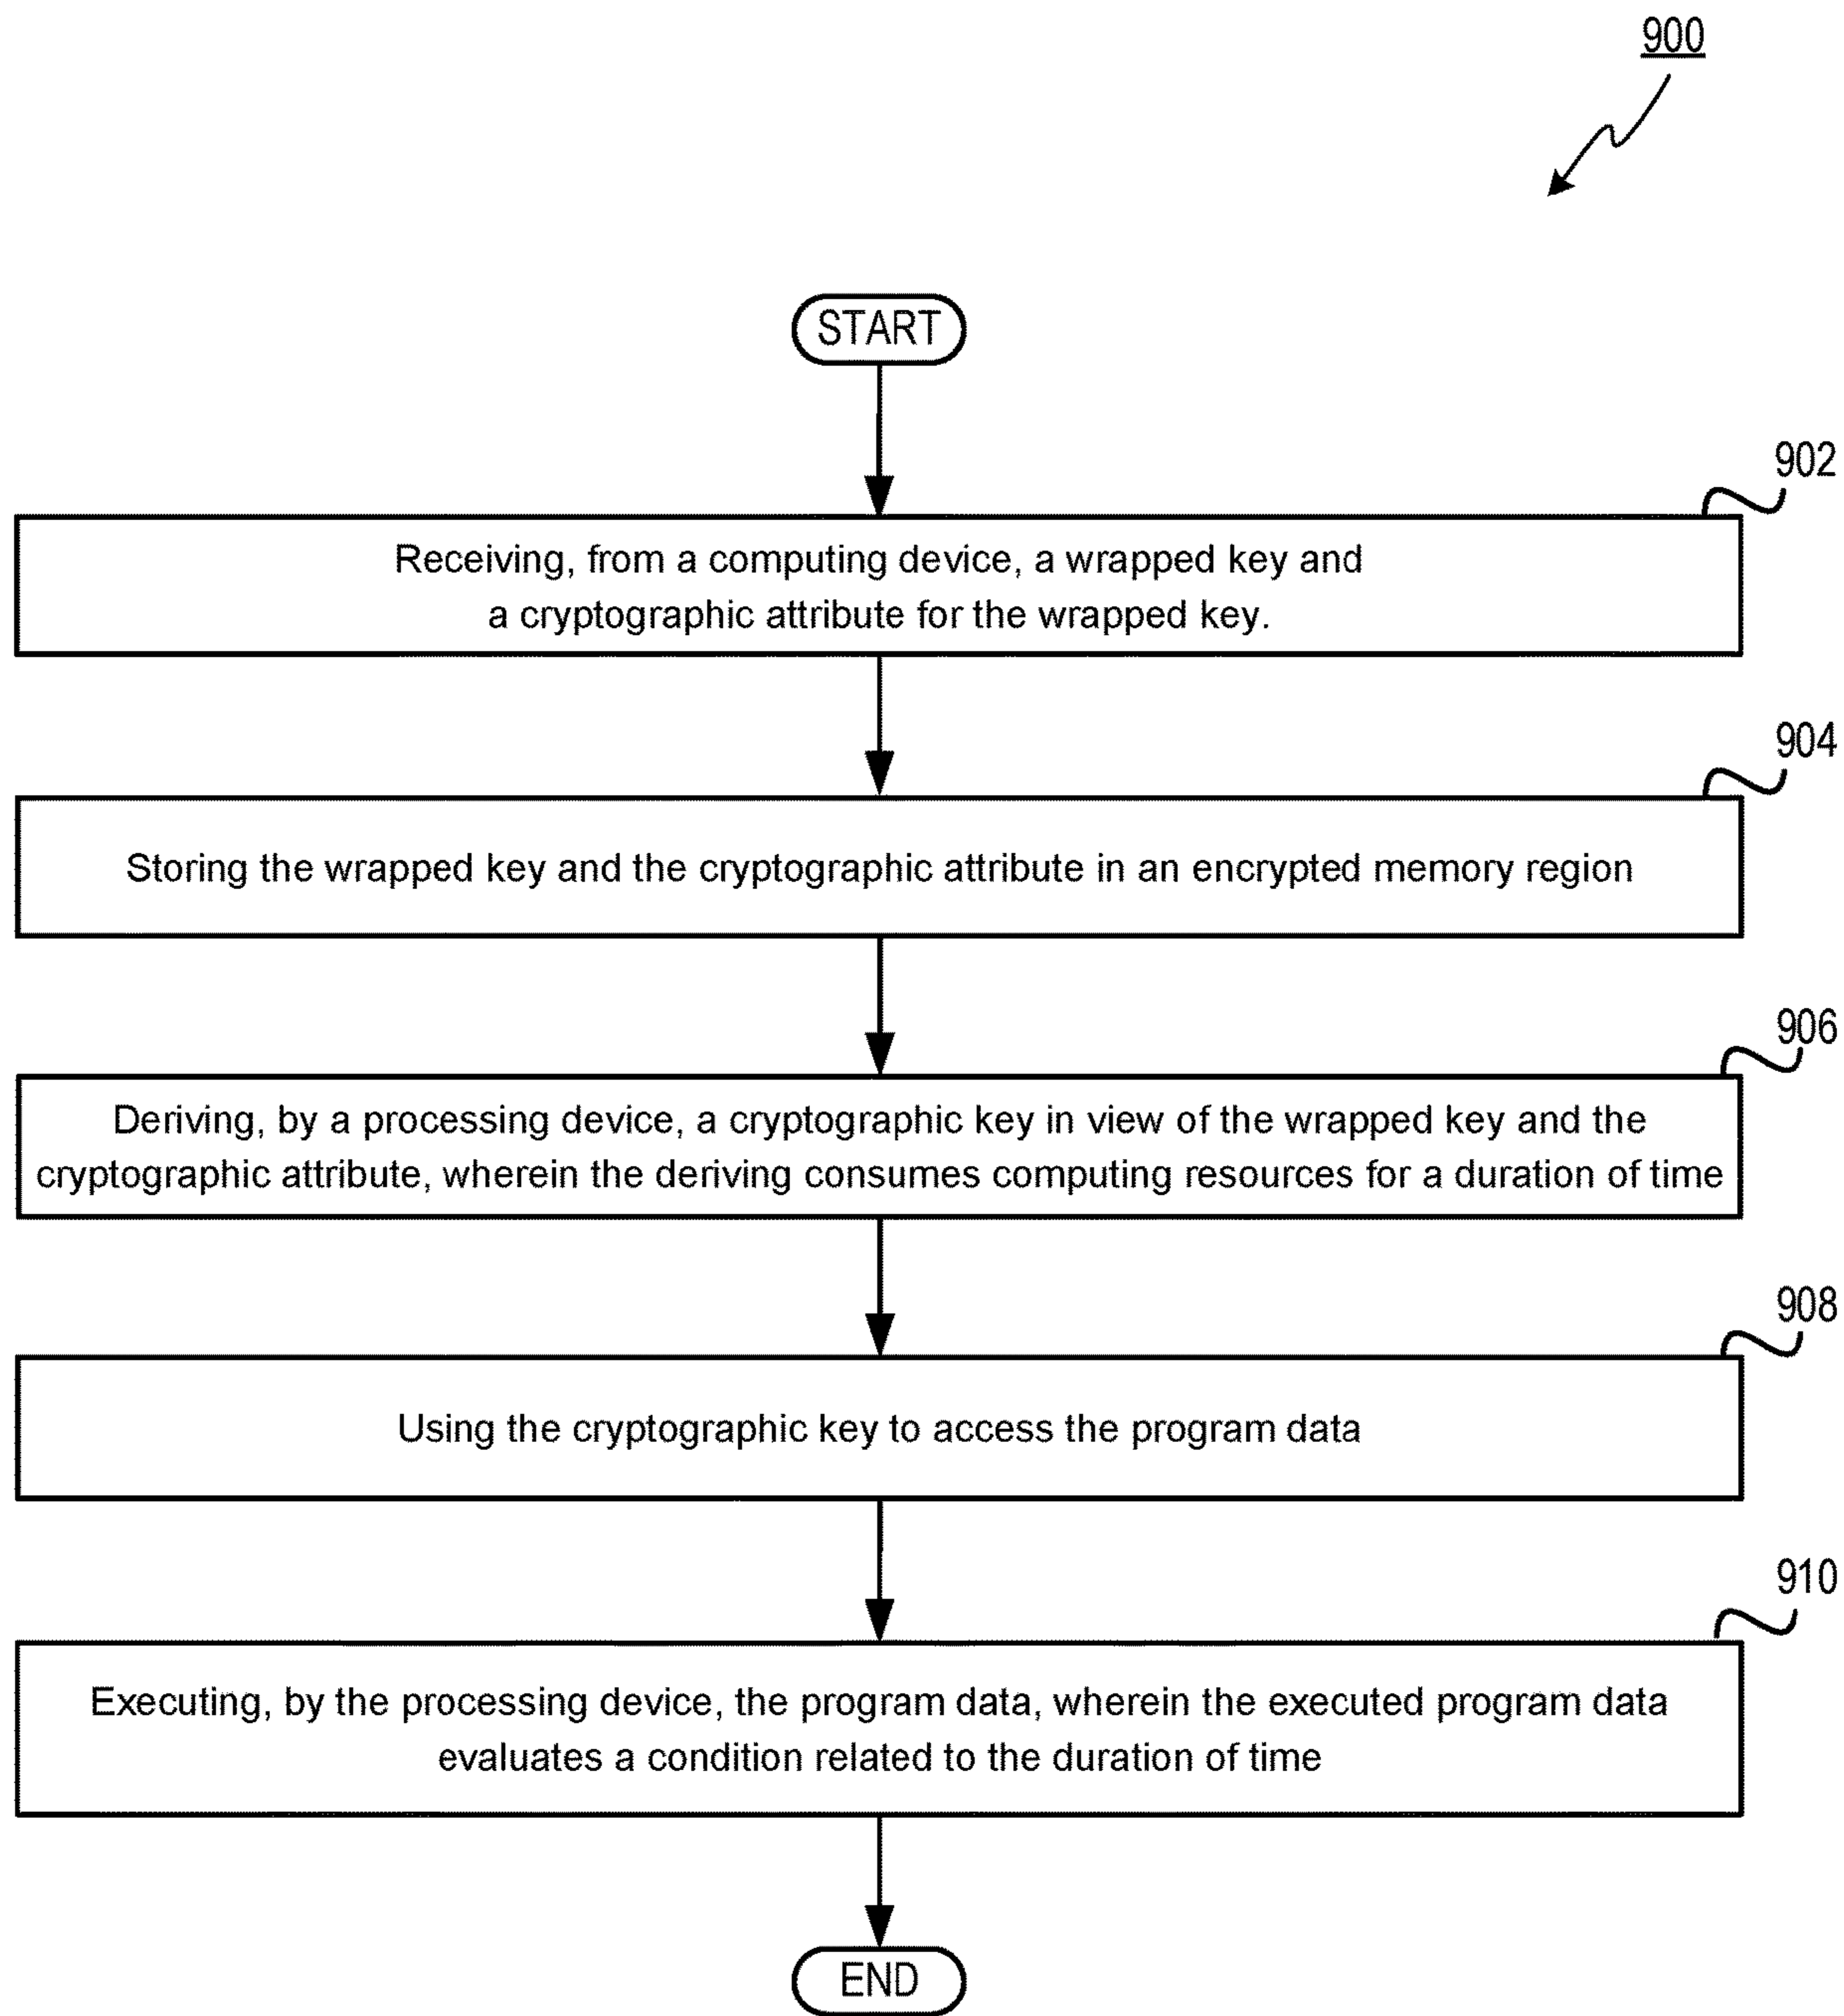 900
START
902
Receiving, from a computing device, a wrapped key and
a cryptographic attribute for the wrapped key.
904
Storing the wrapped key and the cryptographic attribute in an encrypted memory region
906
Deriving, by a processing device, a cryptographic key in view of the wrapped key and the
cryptographic attribute, wherein the deriving consumes computing resources for a duration of time
908
Using the cryptographic key to access the program data
910
Executing, by the processing device, the program data, wherein the executed program data
evaluates a condition related to the duration of time
END